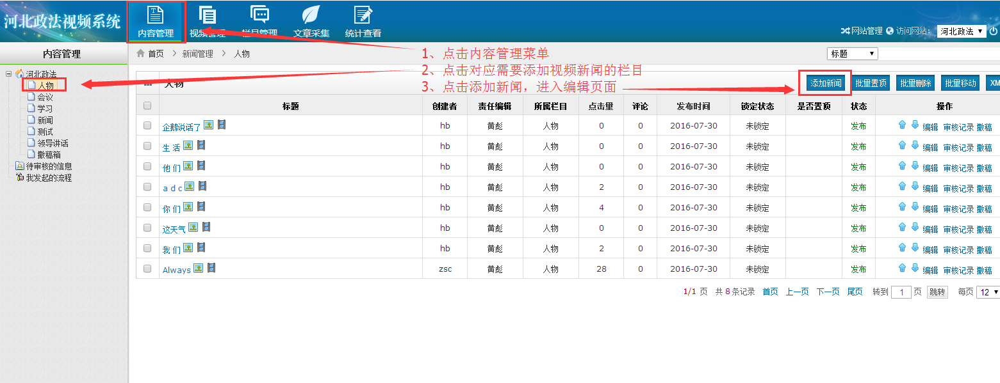 河北政法视频系统
内容管理 视频管理 栏目管理 文章采集 统计查看
网站管理 访问网站: 河北政法
内容管理
首页 新闻管理 人物
标题
1、点击内容管理菜单
2、点击对应需要添加视频新闻的栏目
3、点击添加新闻，进入编辑页面
河北政法
人物
会议
学习
新闻
测试
领导讲话
撤稿箱
待审核的信息
我发起的流程
人物
添加新闻 批量置顶 批量删除 批量移动 XM
标题 创建者 责任编辑 所属栏目 点击量 评论 发布时间 锁定状态 是否置顶 状态 操作
企鹅说话了 hb 黄彪 人物 0 0 2016-07-30 未锁定 发布 编辑 审核记录 撤稿
生 活 hb 黄彪 人物 0 0 2016-07-30 未锁定 发布 编辑 审核记录 撤稿
他 们 hb 黄彪 人物 0 0 2016-07-30 未锁定 发布 编辑 审核记录 撤稿
a d c hb 黄彪 人物 2 0 2016-07-30 未锁定 发布 编辑 审核记录 撤稿
你 们 hb 黄彪 人物 4 0 2016-07-30 未锁定 发布 编辑 审核记录 撤稿
这天气 hb 黄彪 人物 0 0 2016-07-30 未锁定 发布 编辑 审核记录 撤稿
我 们 hb 黄彪 人物 2 0 2016-07-30 未锁定 发布 编辑 审核记录 撤稿
Always zsc 黄彪 人物 28 0 2016-07-30 未锁定 发布 编辑 审核记录 撤稿
1/1 页 共 8 条记录 首页 上一页 下一页 尾页 转到 1 页 跳转 每页 12